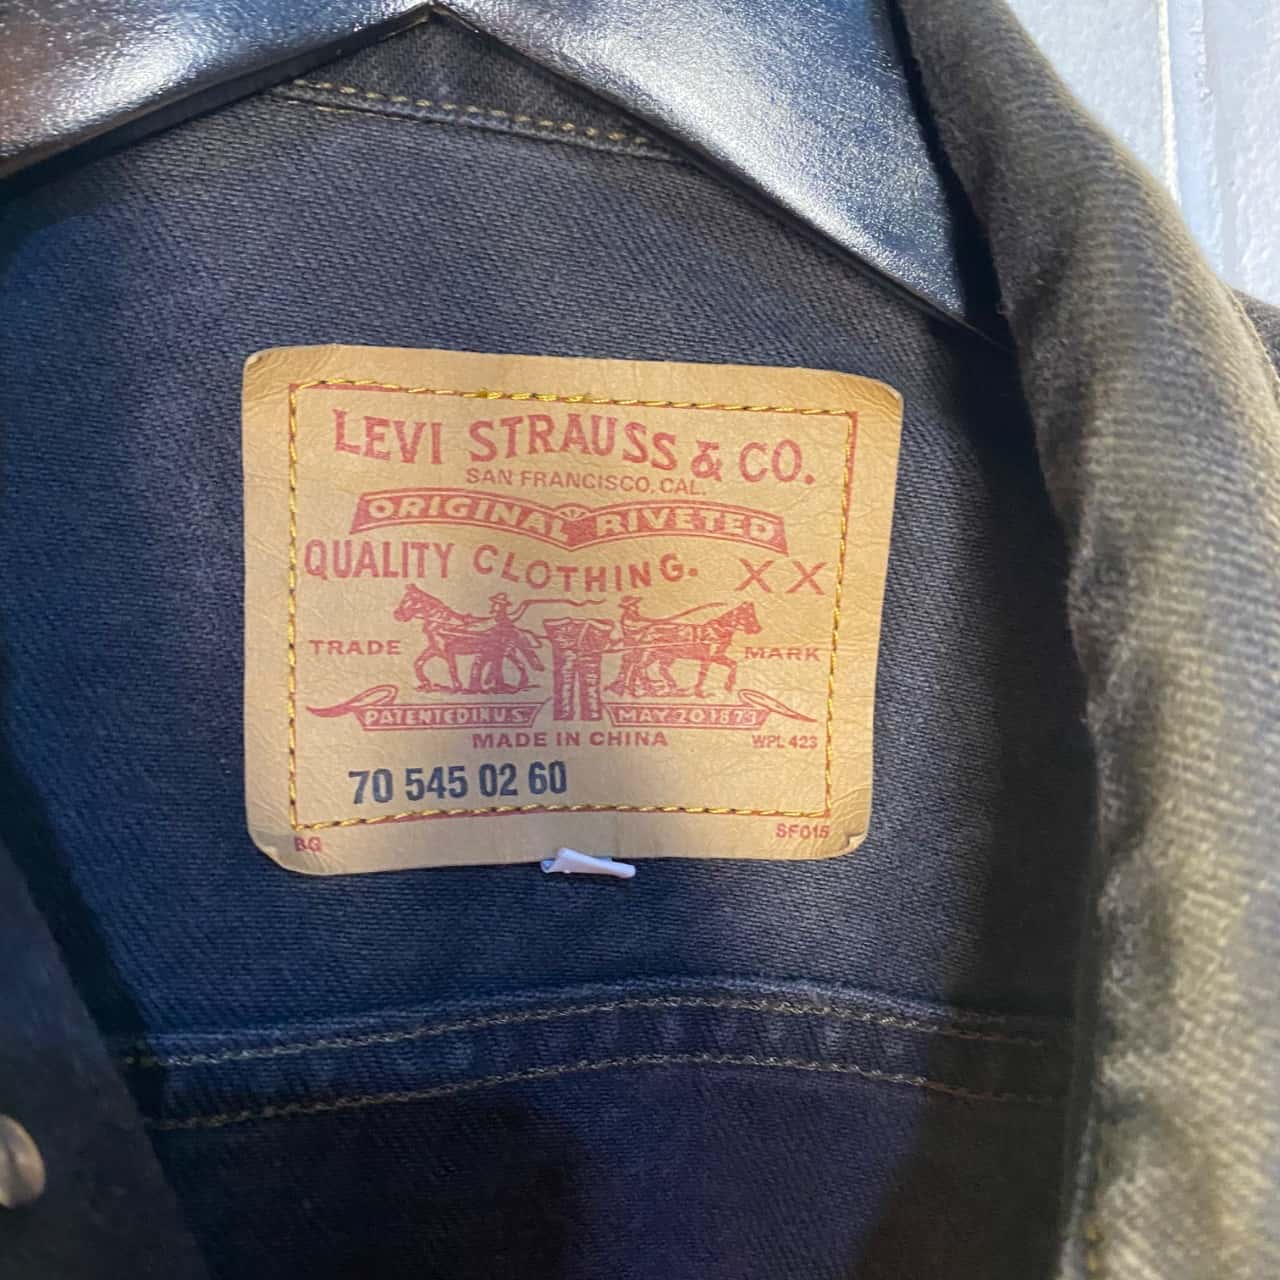 LEVI STRAUSS & CO.
SAN FRANCISCO, CAL.
ORIGINAL RIVETED
QUALITY CLOTHING. XX
TRADE MARK
PATENTED IN U.S. MAY 20 1873
MADE IN CHINA WPL 423
70 545 02 60
BG SF015